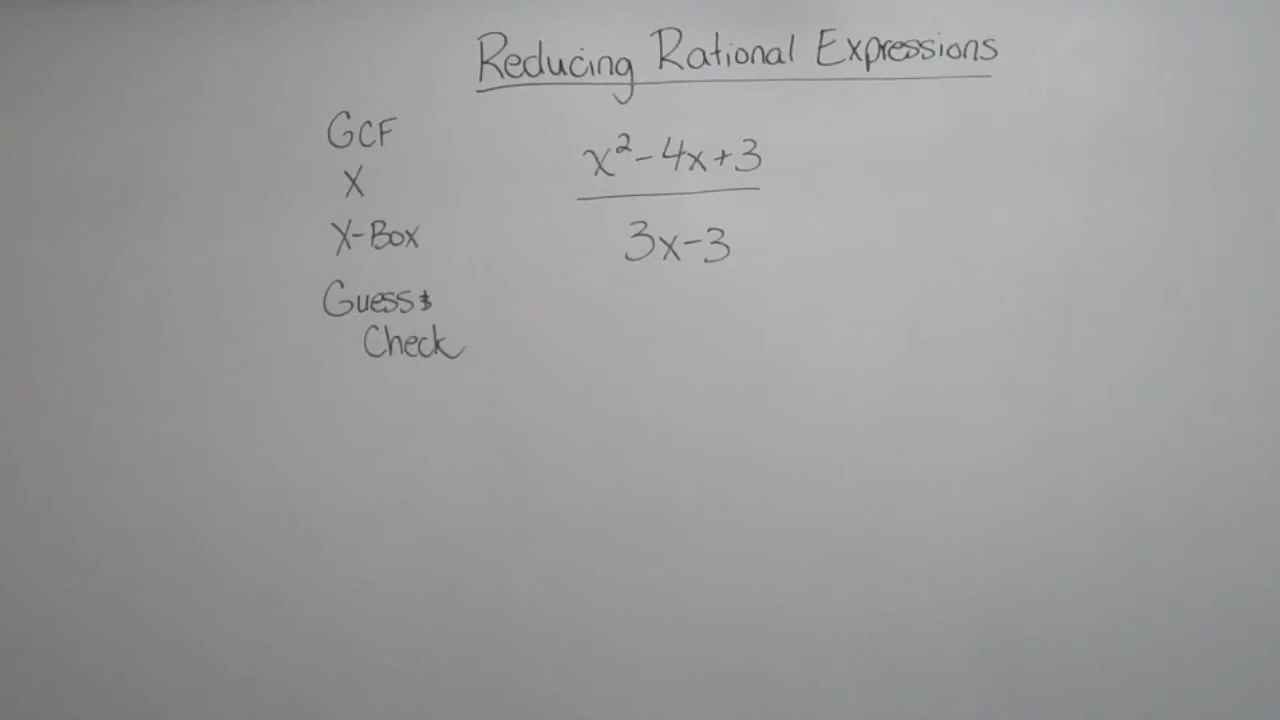 Reducing Rational Expressions
GCF
X
X-Box
Guess &
Check
x² - 4x + 3
3x - 3